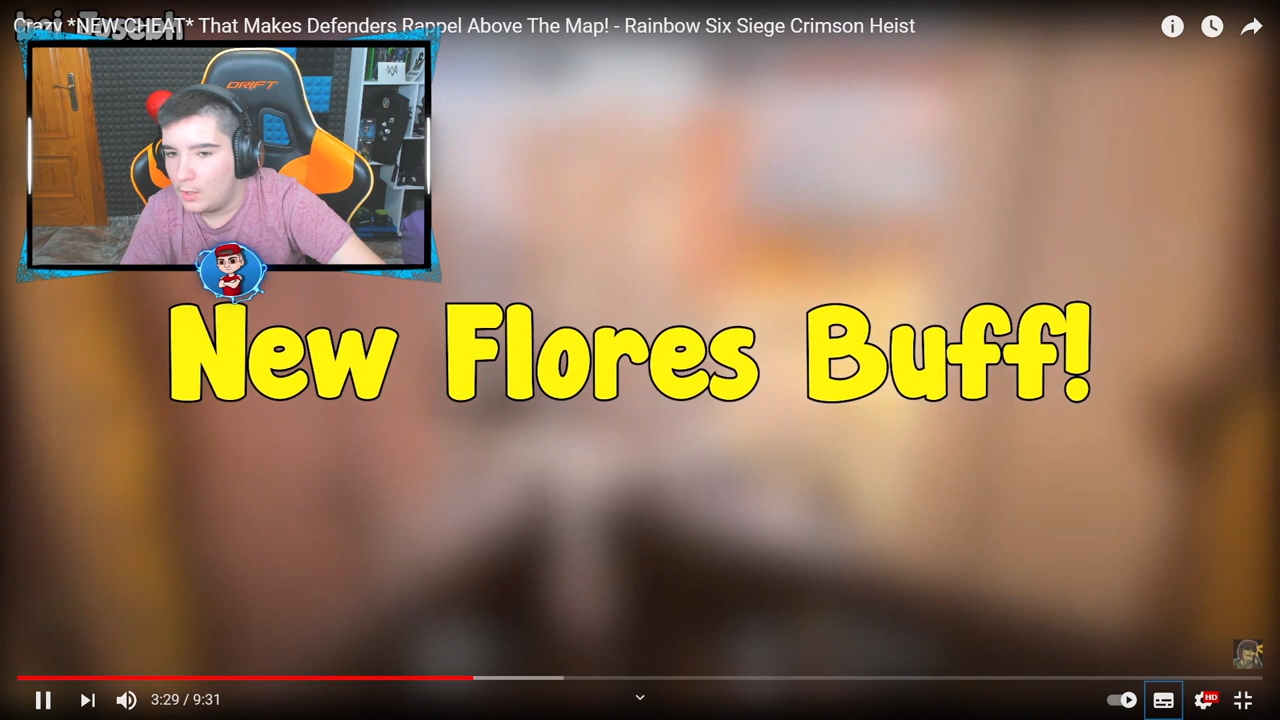 Crazy *NEW CHEAT* That Makes Defenders Rappel Above The Map! - Rainbow Six Siege Crimson Heist
DRIFT
New Flores Buff!
3:29 / 9:31
HD